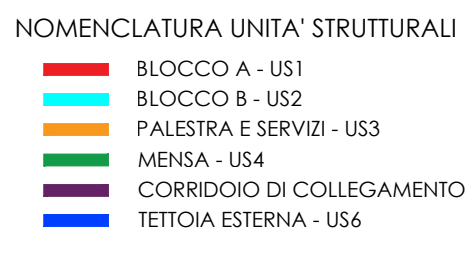 NOMENCLATURA UNITA' STRUTTURALI
BLOCCO A - US1
BLOCCO B - US2
PALESTRA E SERVIZI - US3
MENSA - US4
CORRIDOIO DI COLLEGAMENTO
TETTOIA ESTERNA - US6